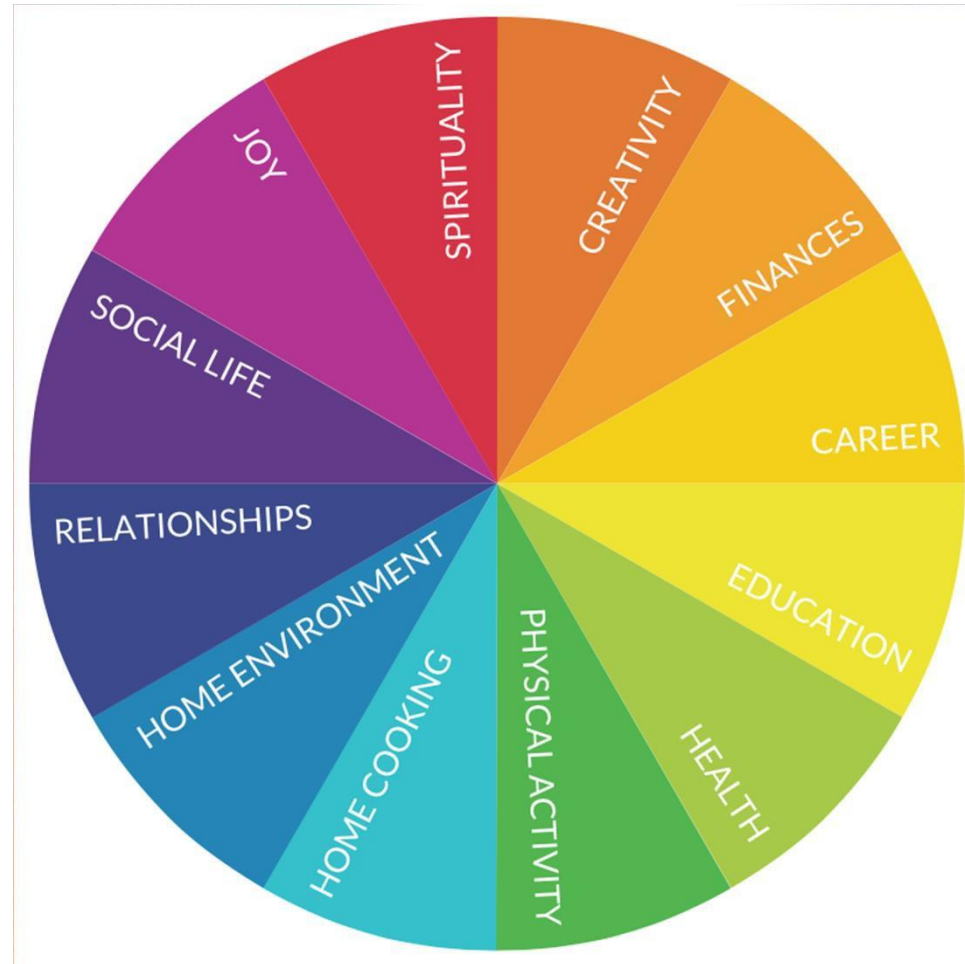 SPIRITUALITY
CREATIVITY
FINANCES
CAREER
EDUCATION
HEALTH
PHYSICAL ACTIVITY
HOME COOKING
HOME ENVIRONMENT
RELATIONSHIPS
SOCIAL LIFE
JOY